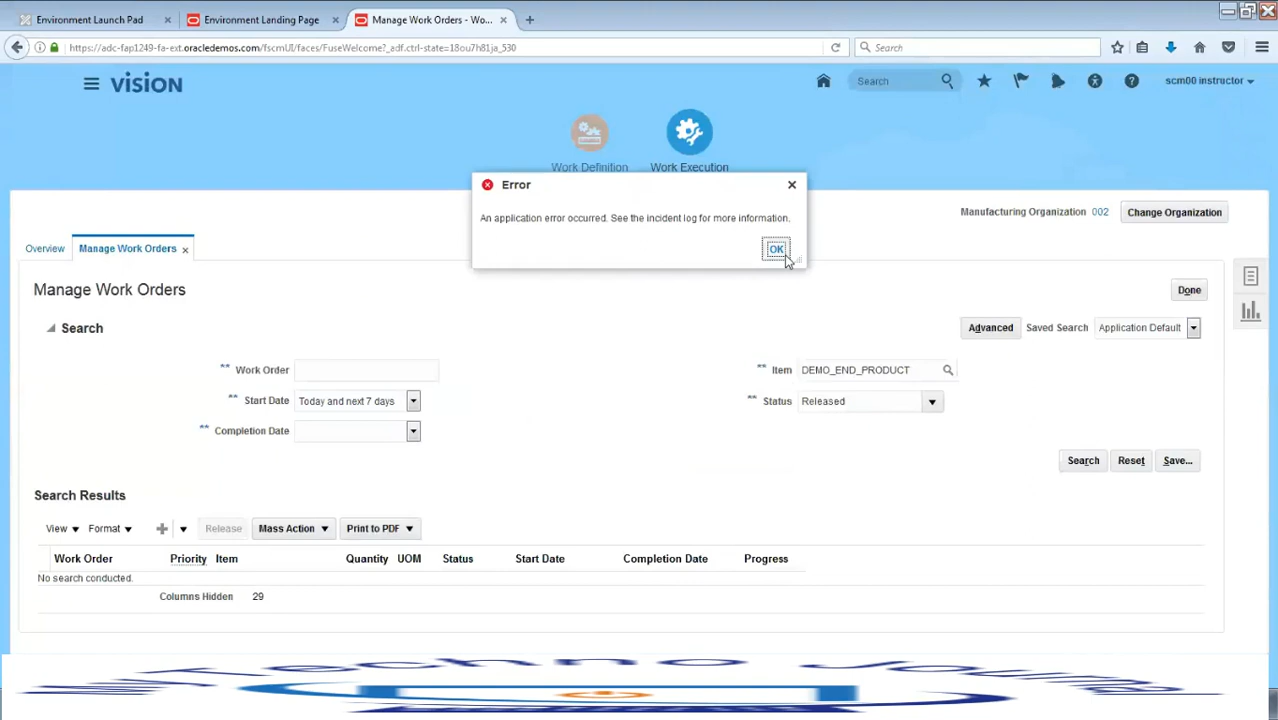 Environment Launch Pad × Environment Landing Page × Manage Work Orders - Wo... × +
https://adc-fap1249-fa-ext.oracledemos.com/fscmUI/faces/FuseWelcome?_adf.ctrl-state=18ou7h81ja_530 Search
vision Search scm00 instructor
Work Definition Work Execution
Error
An application error occurred. See the incident log for more information.
OK
Manufacturing Organization 002 Change Organization
Overview Manage Work Orders
Manage Work Orders Done
Search Advanced Saved Search Application Default
** Work Order ** Item DEMO_END_PRODUCT
** Start Date Today and next 7 days ** Status Released
** Completion Date
Search Reset Save...
Search Results
View Format Release Mass Action Print to PDF
Work Order Priority Item Quantity UOM Status Start Date Completion Date Progress
No search conducted.
Columns Hidden 29